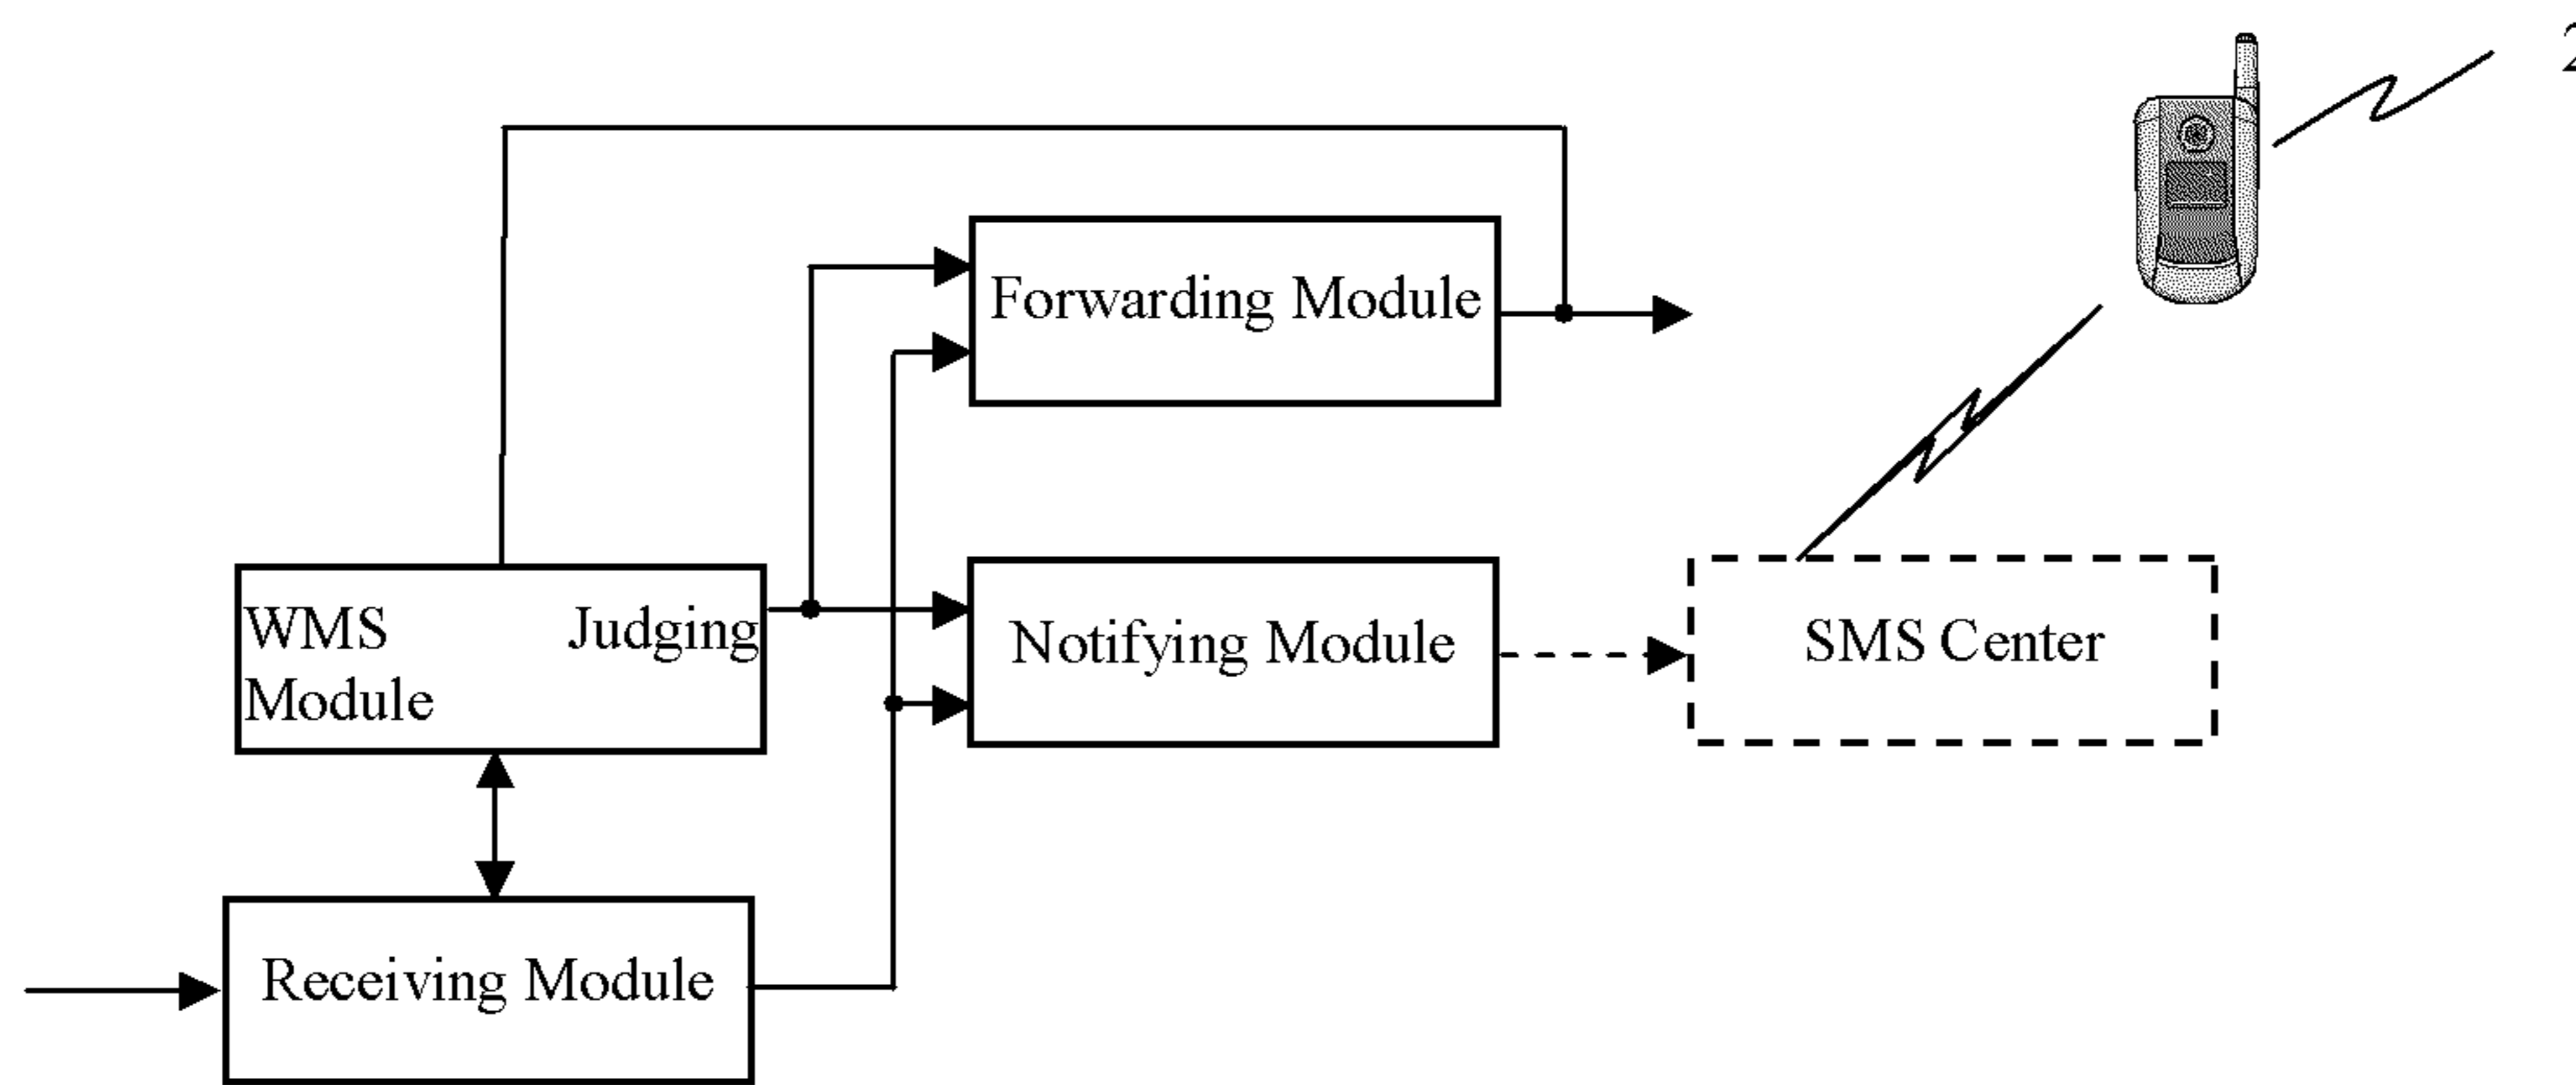 Forwarding Module
WMS Judging
Module
Notifying Module
SMS Center
Receiving Module